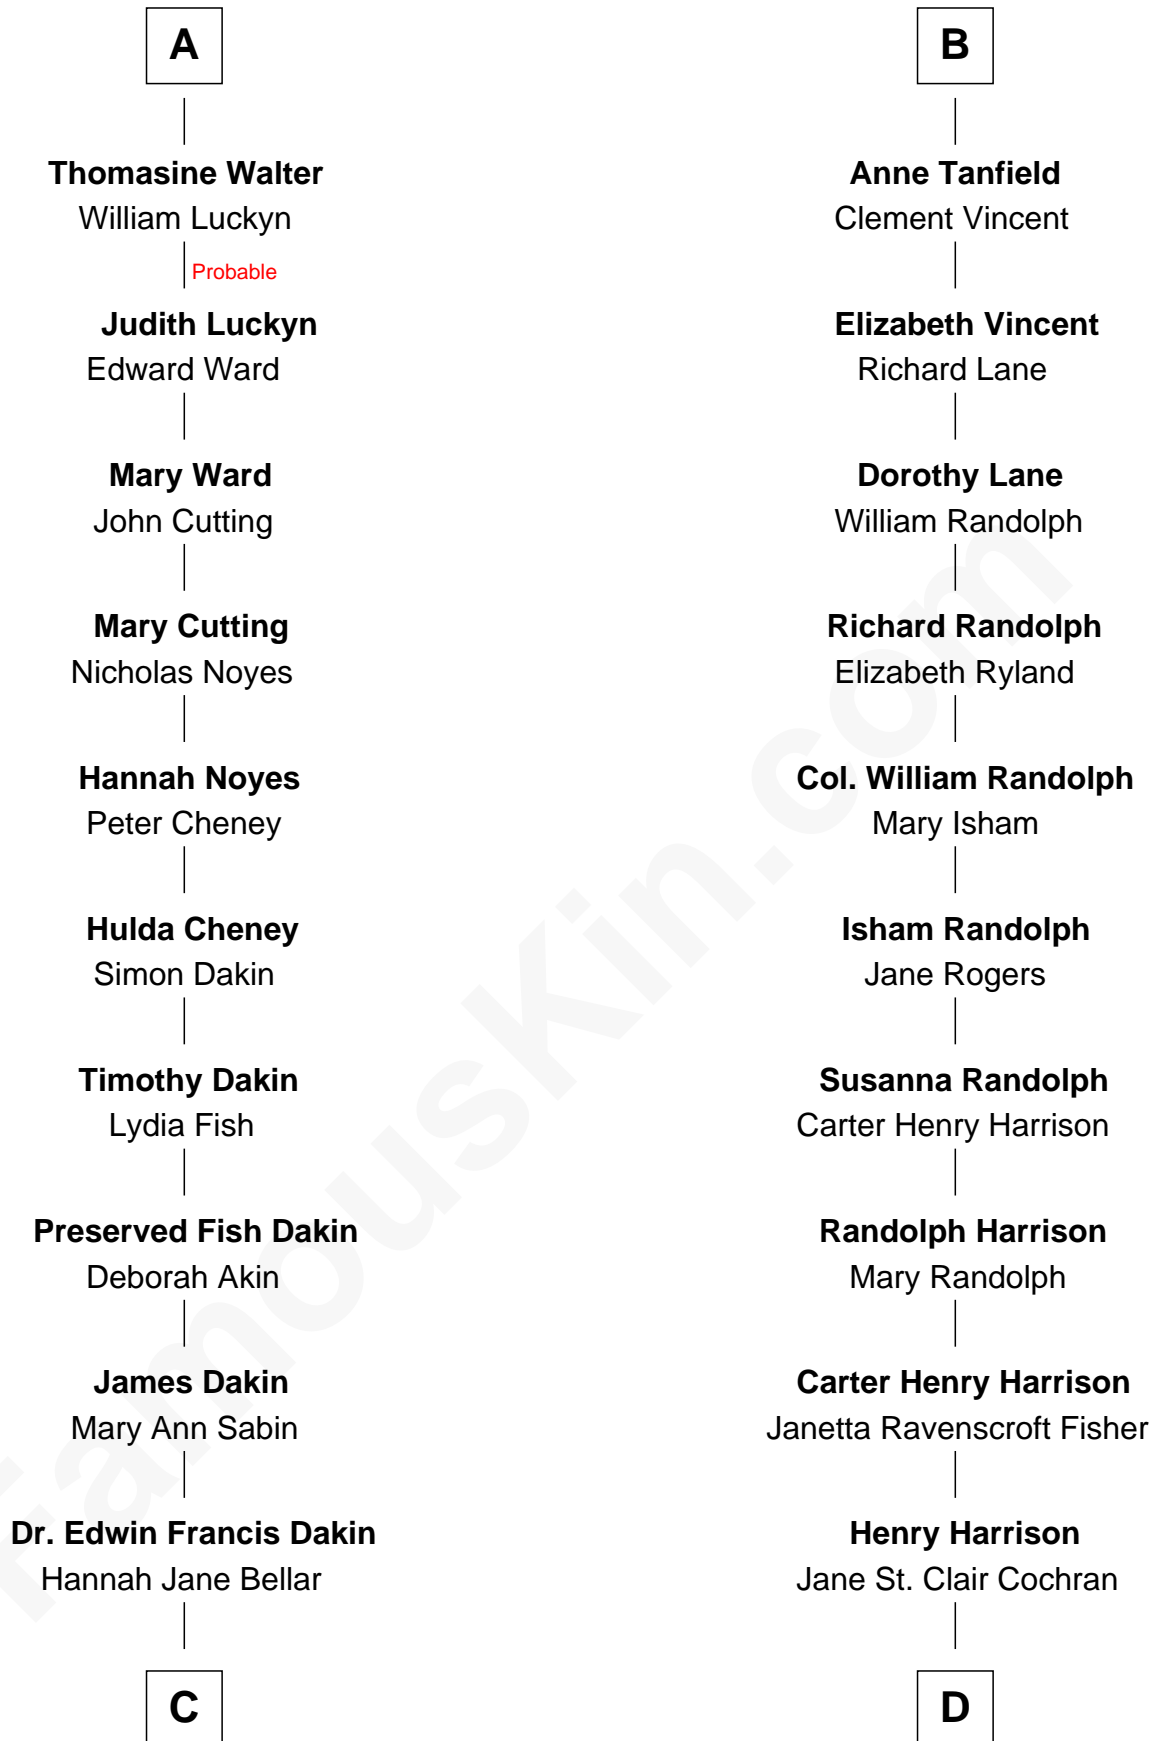 A
Thomasine Walter
William Luckyn
Probable
Judith Luckyn
Edward Ward
Mary Ward
John Cutting
Mary Cutting
Nicholas Noyes
Hannah Noyes
Peter Cheney
Hulda Cheney
Simon Dakin
Timothy Dakin
Lydia Fish
Preserved Fish Dakin
Deborah Akin
James Dakin
Mary Ann Sabin
Dr. Edwin Francis Dakin
Hannah Jane Bellar
C
B
Anne Tanfield
Clement Vincent
Elizabeth Vincent
Richard Lane
Dorothy Lane
William Randolph
Richard Randolph
Elizabeth Ryland
Col. William Randolph
Mary Isham
Isham Randolph
Jane Rogers
Susanna Randolph
Carter Henry Harrison
Randolph Harrison
Mary Randolph
Carter Henry Harrison
Janetta Ravenscroft Fisher
Henry Harrison
Jane St. Clair Cochran
D
FamousKin.com